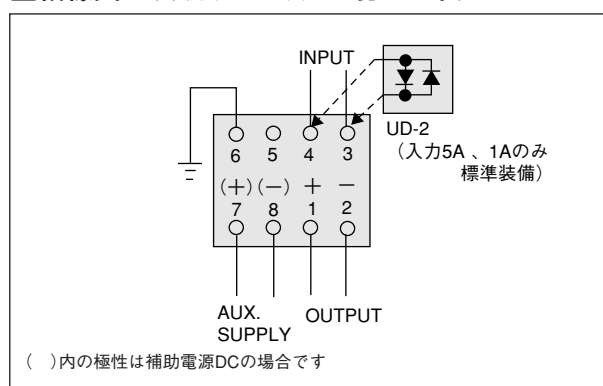 INPUT
UD-2
（入力5A 、1Aのみ
標準装備）
6 5 4 3
(＋) (－) ＋ －
7 8 1 2
AUX.
SUPPLY
OUTPUT
（　）内の極性は補助電源DCの場合です